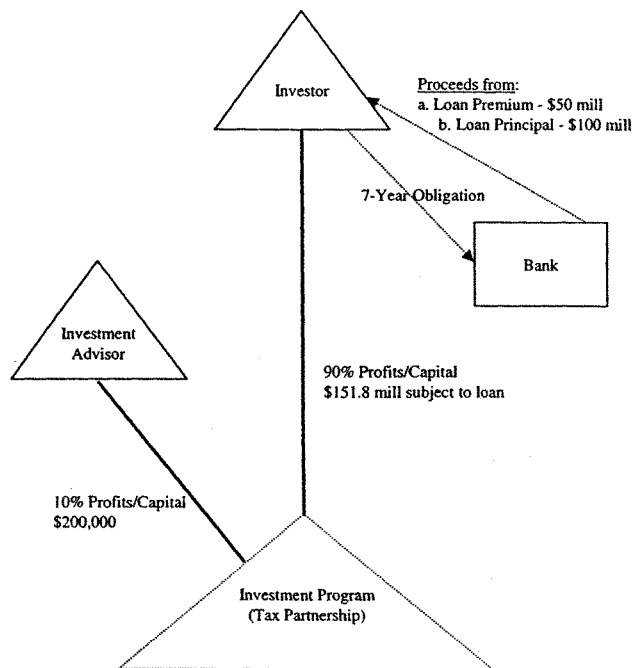 Investor
Proceeds from:
a. Loan Premium - $50 mill
b. Loan Principal - $100 mill
7-Year Obligation
Bank
Investment
Advisor
90% Profits/Capital
$151.8 mill subject to loan
10% Profits/Capital
$200,000
Investment Program
(Tax Partnership)